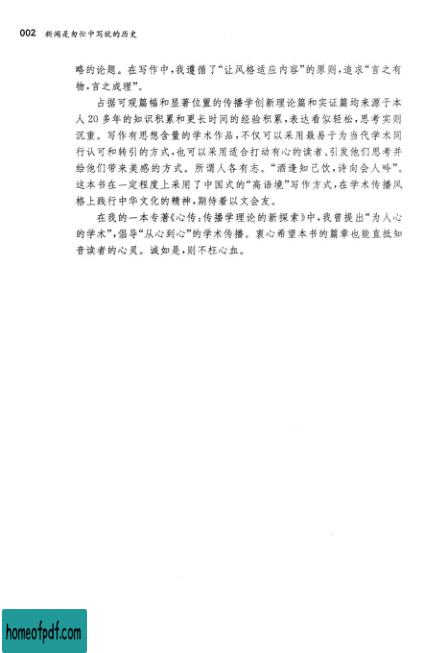 002 新闻是匆忙中写就的历史
略的论题。在写作中,我遵循了“让风格适应内容”的原则,追求“言之有
物,言之成理”。
占据可观篇幅和显著位置的传播学创新理论篇和实证篇均来源于本
人 20 多年的知识积累和更长时间的经验积累,表达看似轻松,思考实则
沉重。写作有思想含量的学术作品,不仅可以采用最易于为当代学术同
行认可和转引的方式,也可以采用适合打动有心的读者、引发他们思考并
给他们带来美感的方式。所谓人各有志。“酒逢知己饮,诗向会人吟”。
这本书在一定程度上采用了中国式的“高语境”写作方式,在学术传播风
格上践行中华文化的精神,期待着以文会友。
在我的一本专著《心传:传播学理论的新探索》中,我曾提出“为人心
的学术”,倡导“从心到心”的学术传播。衷心希望本书的篇章也能直抵知
音读者的心灵。诚如是,则不枉心血。
homeofpdf.com